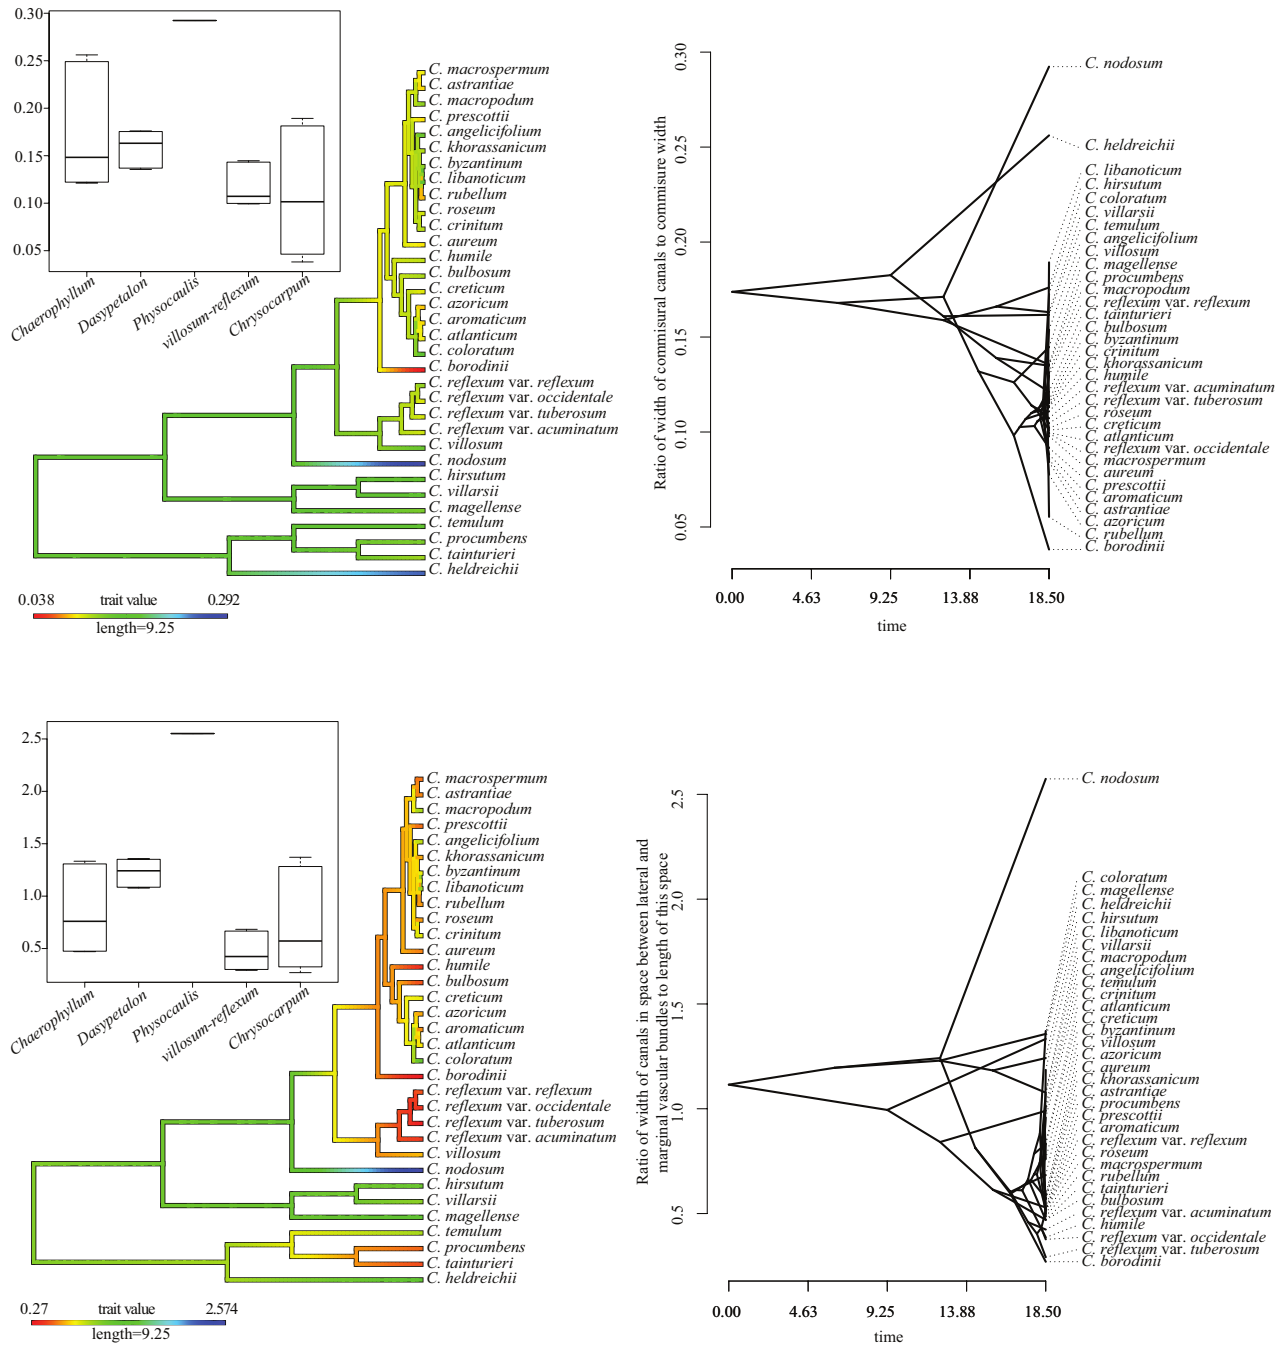 0.30
0.25
0.20
0.15
0.10
0.05
Chaerophyllum
Dasypetalon
Physocaulis
villosum-reflexum
Chrysocarpum
C. macrospermum
C. astrantiae
C. macropodum
C. prescottii
C. angelicifolium
C. khorassanicum
C. byzantinum
C. libanoticum
C. rubellum
C. roseum
C. crinitum
C. aureum
C. humile
C. bulbosum
C. creticum
C. azoricum
C. aromaticum
C. atlanticum
C. coloratum
C. borodinii
C. reflexum var. reflexum
C. reflexum var. occidentale
C. reflexum var. tuberosum
C. reflexum var. acuminatum
C. villosum
C. nodosum
C. hirsutum
C. villarsii
C. magellense
C. temulum
C. procumbens
C. tainturieri
C. heldreichii
0.038 trait value 0.292
length=9.25
Ratio of width of commisural canals to commisure width
0.30
0.25
0.20
0.15
0.10
0.05
C. nodosum
C. heldreichii
C. libanoticum
C. hirsutum
C coloratum
C. villarsii
C. temulum
C. angelicifolium
C. villosum
C. magellense
C. procumbens
C. macropodum
C. reflexum var. reflexum
C. tainturieri
C. bulbosum
C. byzantinum
C. crinitum
C. khorassanicum
C. humile
C. reflexum var. acuminatum
C. reflexum var. tuberosum
C. roseum
C. creticum
C. atlanticum
C. reflexum var. occidentale
C. macrospermum
C. aureum
C. prescottii
C. aromaticum
C. astrantiae
C. azoricum
C. rubellum
C. borodinii
0.00 4.63 9.25 13.88 18.50
time
2.5
2.0
1.5
1.0
0.5
Chaerophyllum
Dasypetalon
Physocaulis
villosum-reflexum
Chrysocarpum
C. macrospermum
C. astrantiae
C. macropodum
C. prescottii
C. angelicifolium
C. khorassanicum
C. byzantinum
C. libanoticum
C. rubellum
C. roseum
C. crinitum
C. aureum
C. humile
C. bulbosum
C. creticum
C. azoricum
C. aromaticum
C. atlanticum
C. coloratum
C. borodinii
C. reflexum var. reflexum
C. reflexum var. occidentale
C. reflexum var. tuberosum
C. reflexum var. acuminatum
C. villosum
C. nodosum
C. hirsutum
C. villarsii
C. magellense
C. temulum
C. procumbens
C. tainturieri
C. heldreichii
0.27 trait value 2.574
length=9.25
Ratio of width of canals in space between lateral and
marginal vascular bundles to length of this space
2.5
2.0
1.5
1.0
0.5
C. nodosum
C. coloratum
C. magellense
C. heldreichii
C. hirsutum
C. libanoticum
C. villarsii
C. macropodum
C. angelicifolium
C. temulum
C. crinitum
C. atlanticum
C. creticum
C. byzantinum
C. villosum
C. azoricum
C. aureum
C. khorassanicum
C. astrantiae
C. procumbens
C. prescottii
C. aromaticum
C. reflexum var. reflexum
C. roseum
C. macrospermum
C. rubellum
C. tainturieri
C. bulbosum
C. reflexum var. acuminatum
C. humile
C. reflexum var. occidentale
C. reflexum var. tuberosum
C. borodinii
0.00 4.63 9.25 13.88 18.50
time